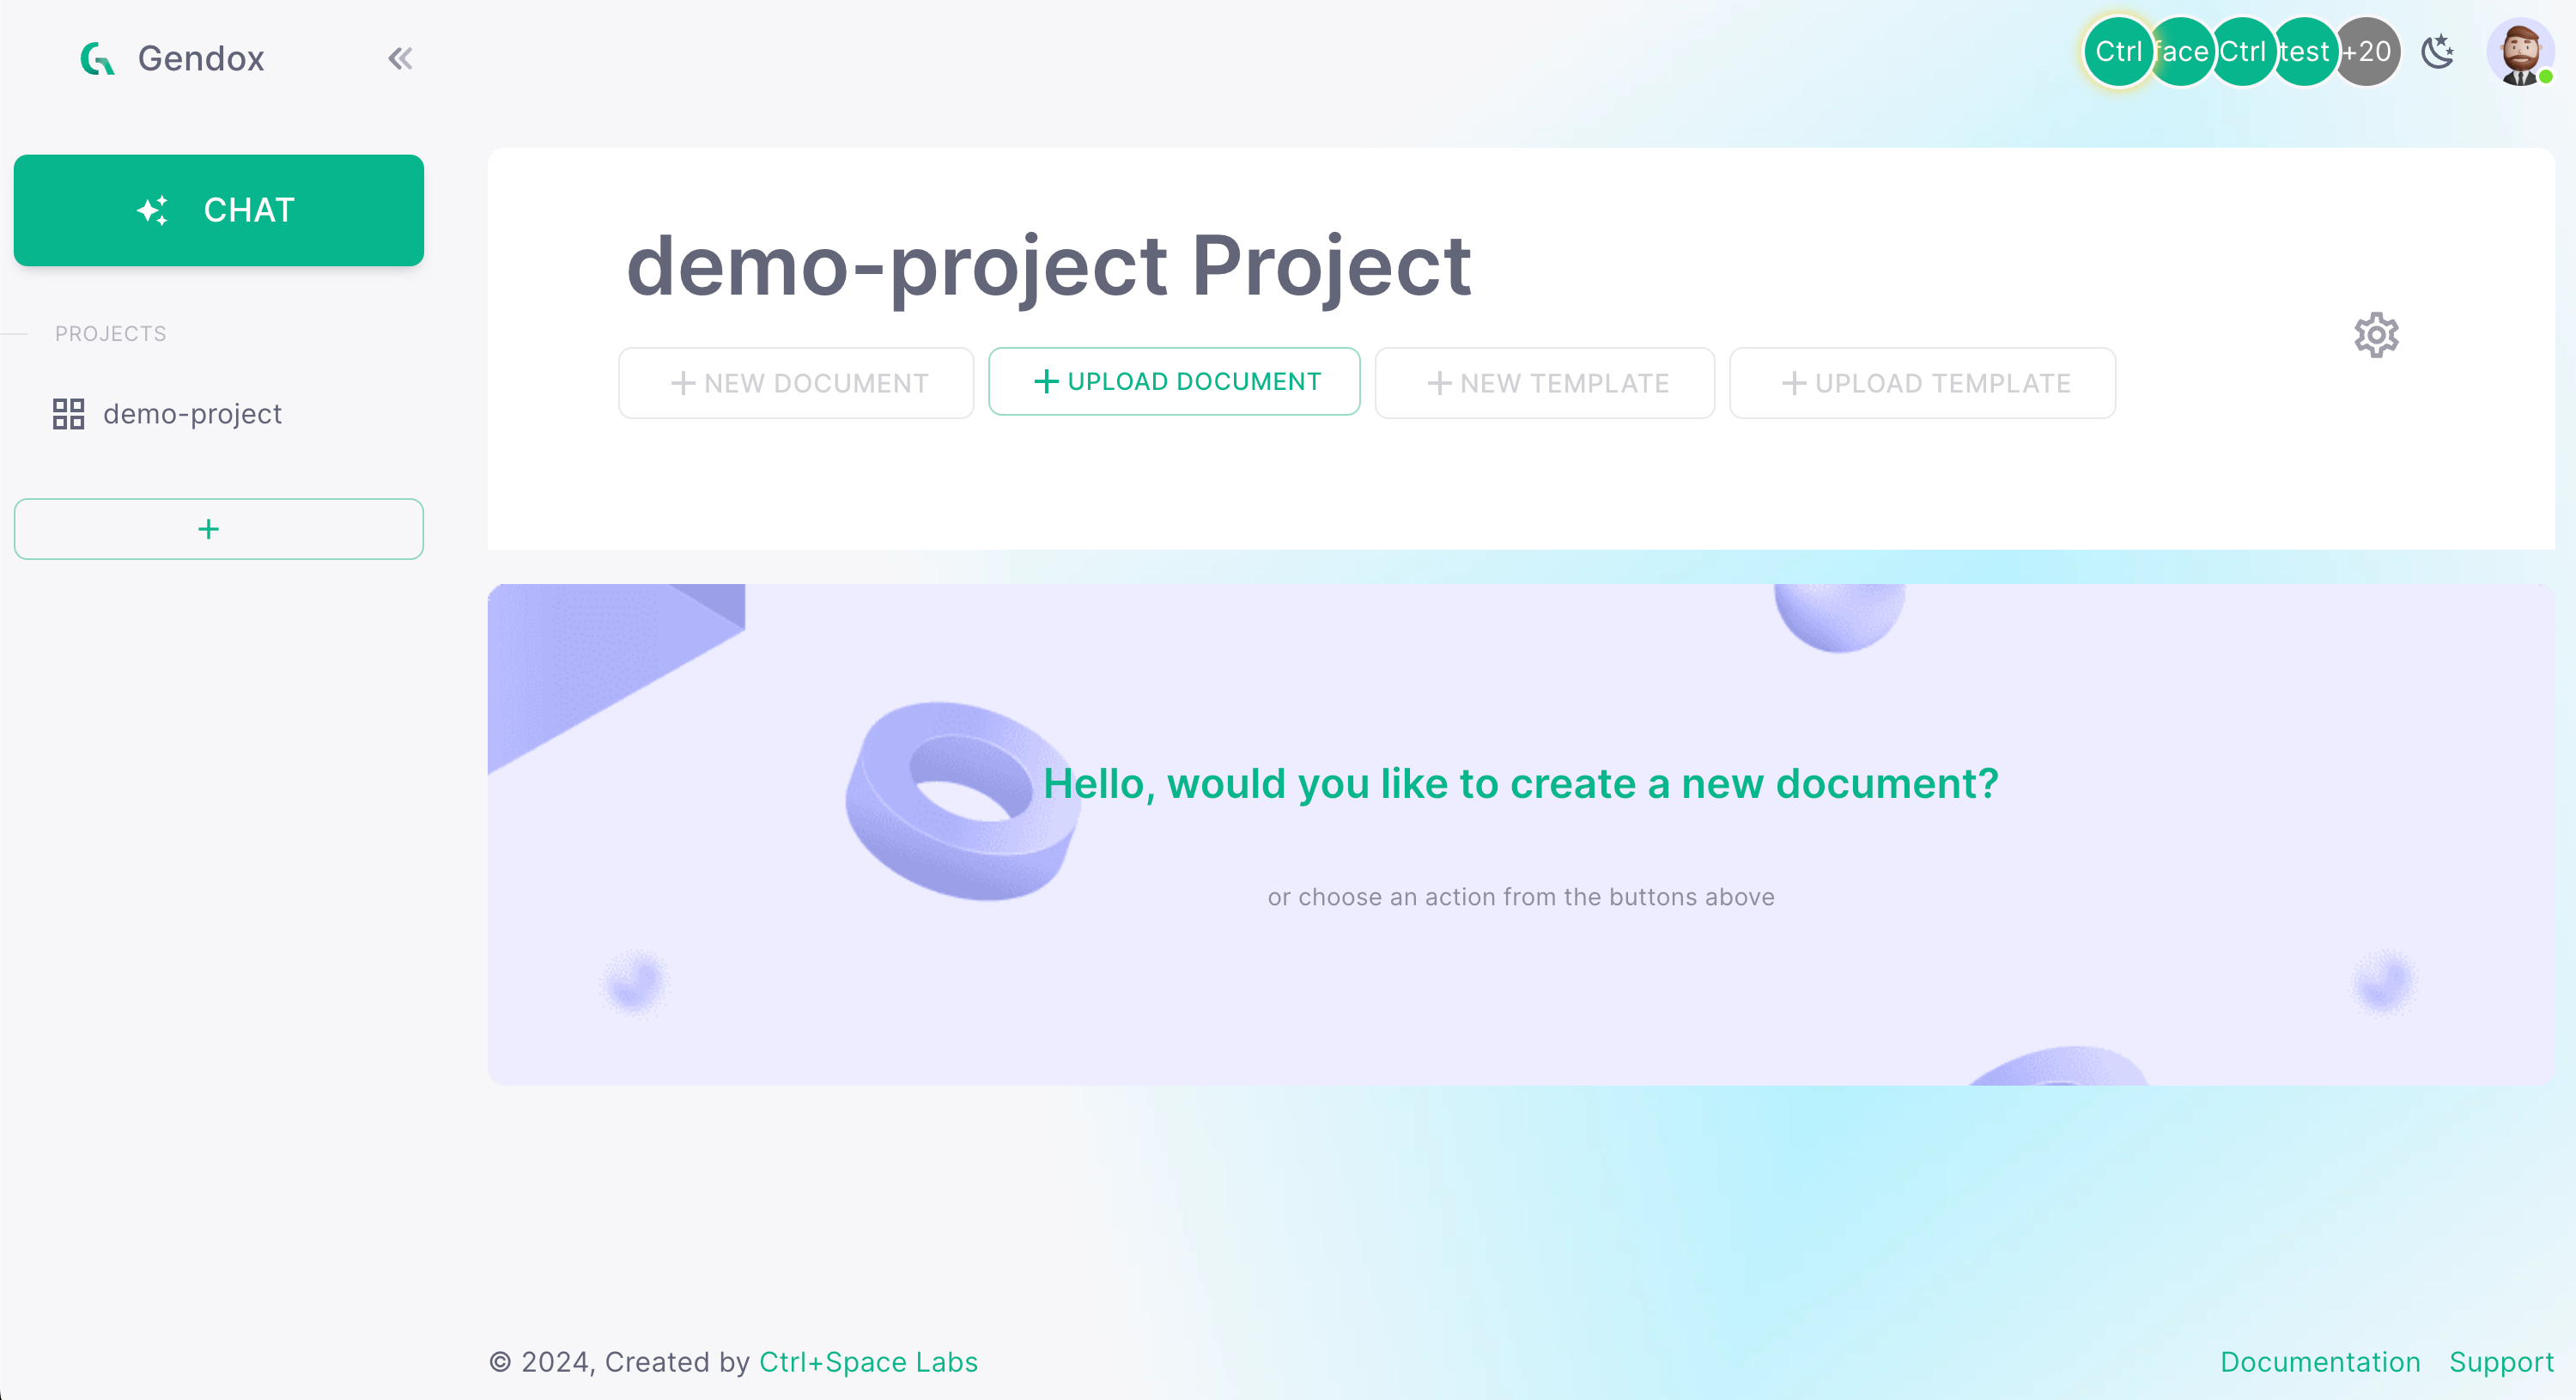 Gendox
Ctrl face Ctrl test +20
CHAT
PROJECTS
demo-project
+
demo-project Project
+ NEW DOCUMENT
+ UPLOAD DOCUMENT
+ NEW TEMPLATE
+ UPLOAD TEMPLATE
Hello, would you like to create a new document?
or choose an action from the buttons above
© 2024, Created by Ctrl+Space Labs
Documentation Support